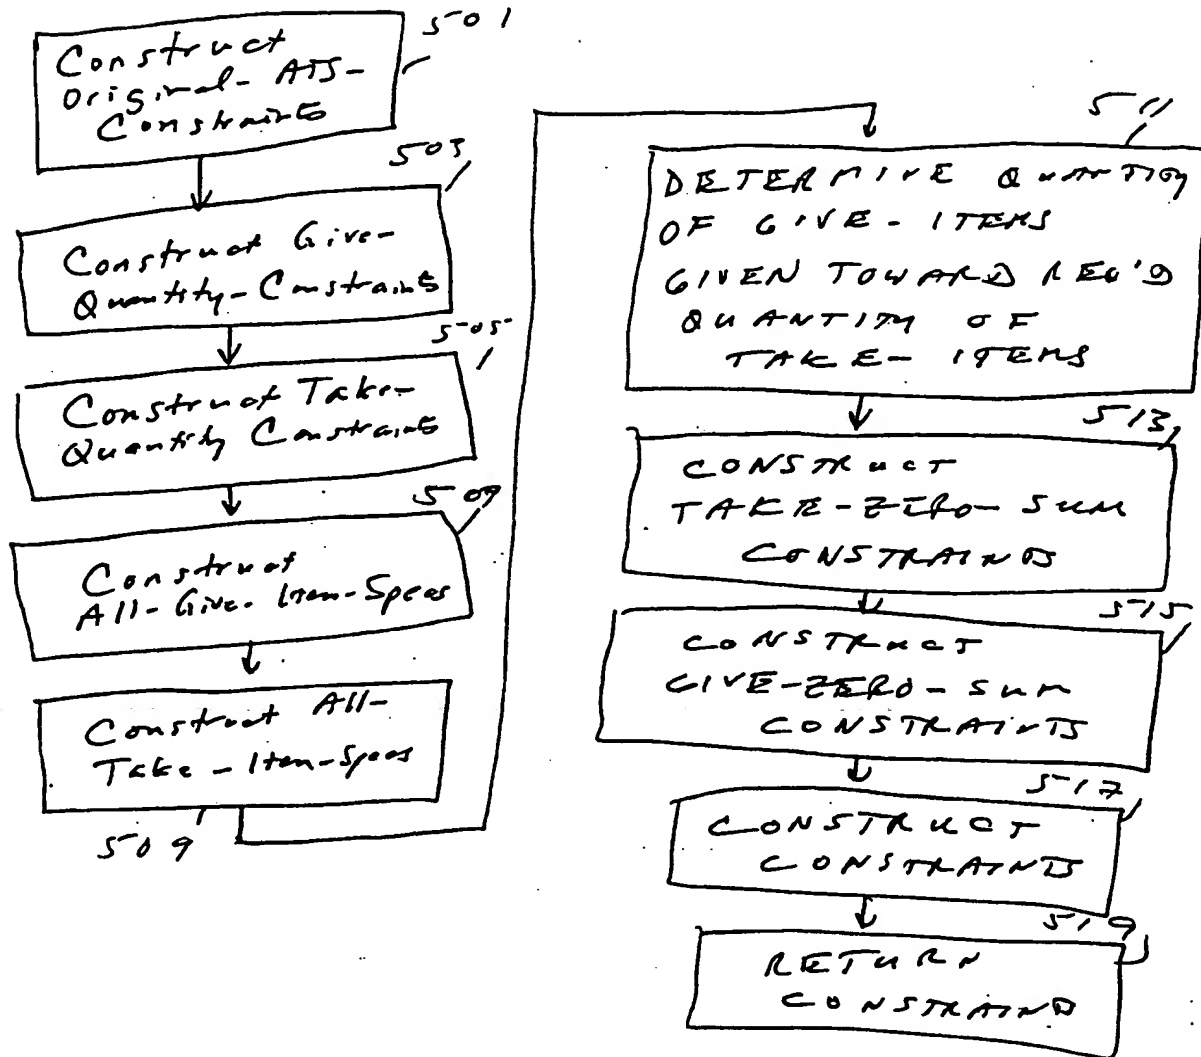 501
Construct
Original-ATS-
Constraints
503
Construct Give-
Quantity-Constraints
505
Construct Take-
Quantity Constraints
509
Construct
All-Give-Item-Specs
Construct All-
Take-Item-Specs
509
511
DETERMINE QUANTITY
OF GIVE-ITEMS
GIVEN TOWARD REQ'D
QUANTITY OF
TAKE-ITEMS
513
CONSTRUCT
TAKE-ZERO-SUM
CONSTRAINTS
515
CONSTRUCT
GIVE-ZERO-SUM
CONSTRAINTS
517
CONSTRUCT
CONSTRAINTS
519
RETURN
CONSTRAINT